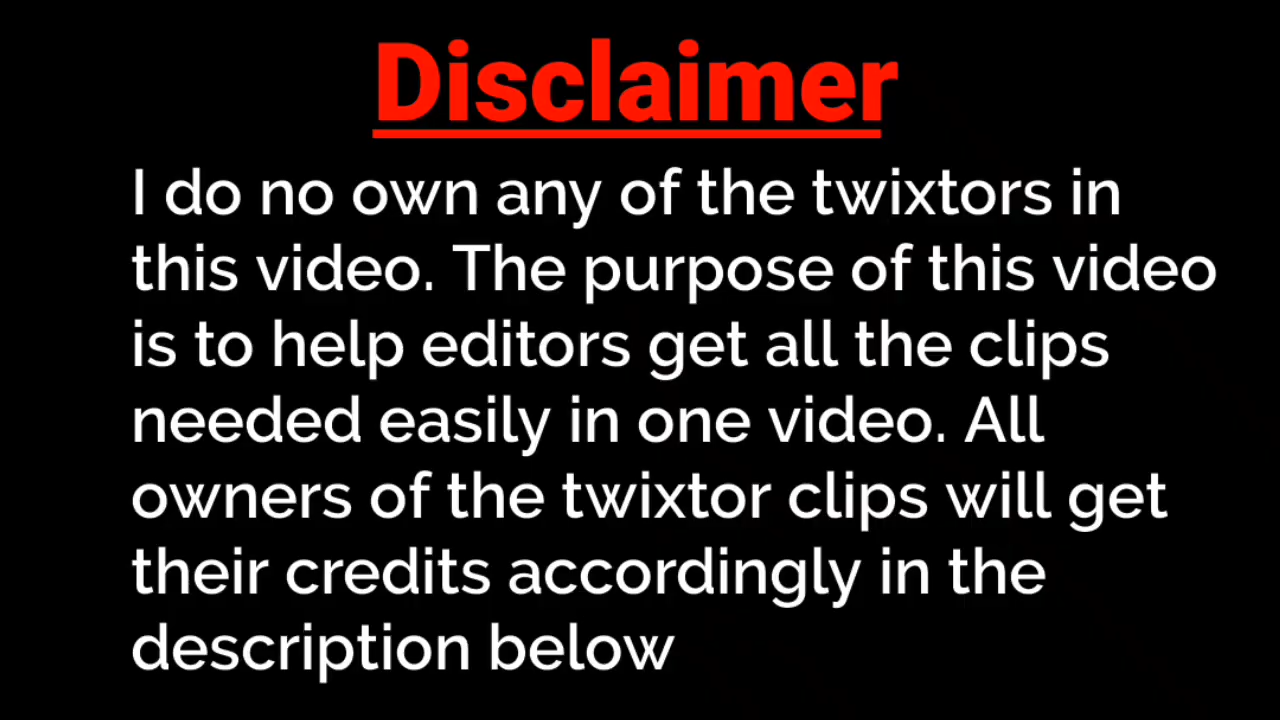 Disclaimer
I do no own any of the twixtors in
this video. The purpose of this video
is to help editors get all the clips
needed easily in one video. All
owners of the twixtor clips will get
their credits accordingly in the
description below